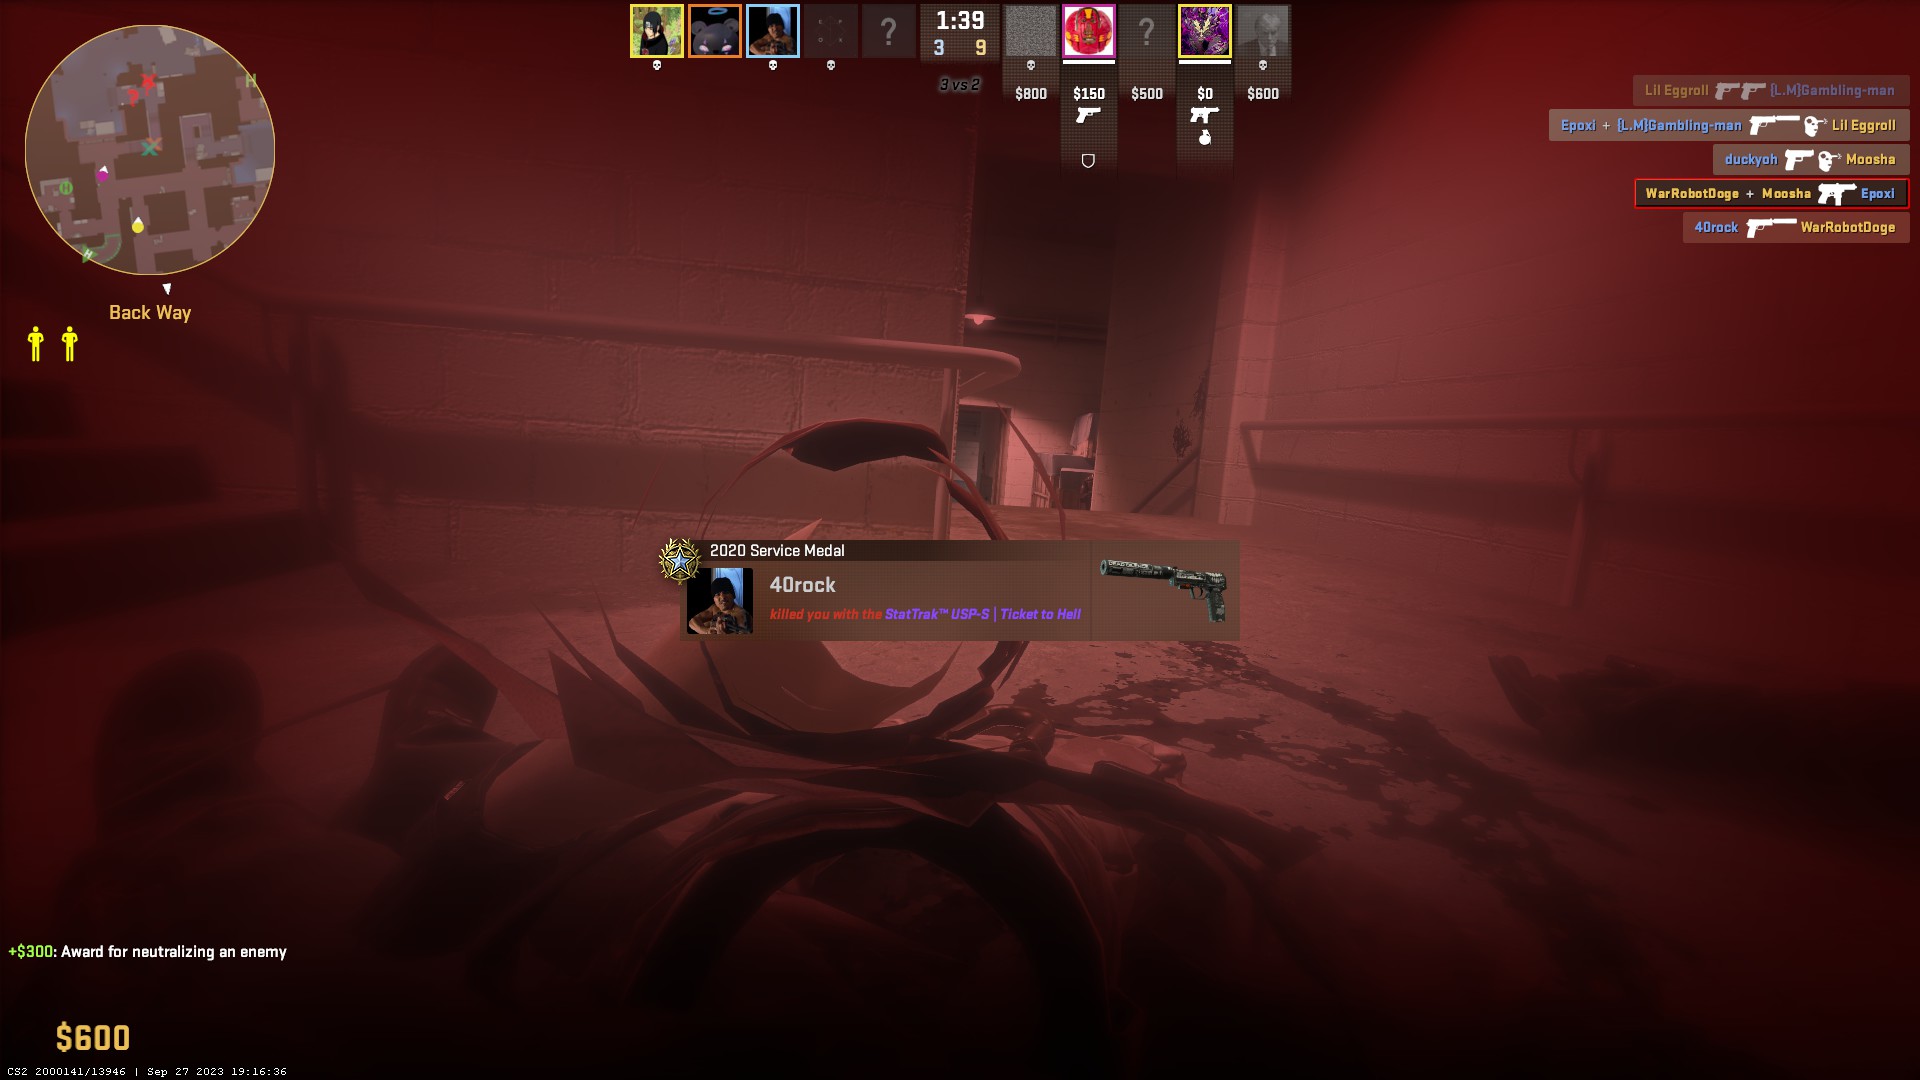 1:39
3 9
3 vs 2
?
?
$800
$150
$500
$0
$600
Lil Eggroll [L.M]Gambling-man
Epoxi + [L.M]Gambling-man Lil Eggroll
duckyoh Moosha
WarRobotDoge + Moosha Epoxi
40rock WarRobotDoge
H
H
H
Back Way
2020 Service Medal
40rock
killed you with the StatTrak™ USP-S | Ticket to Hell
+$300: Award for neutralizing an enemy
$600
CS2 2000141/13946 | Sep 27 2023 19:16:36